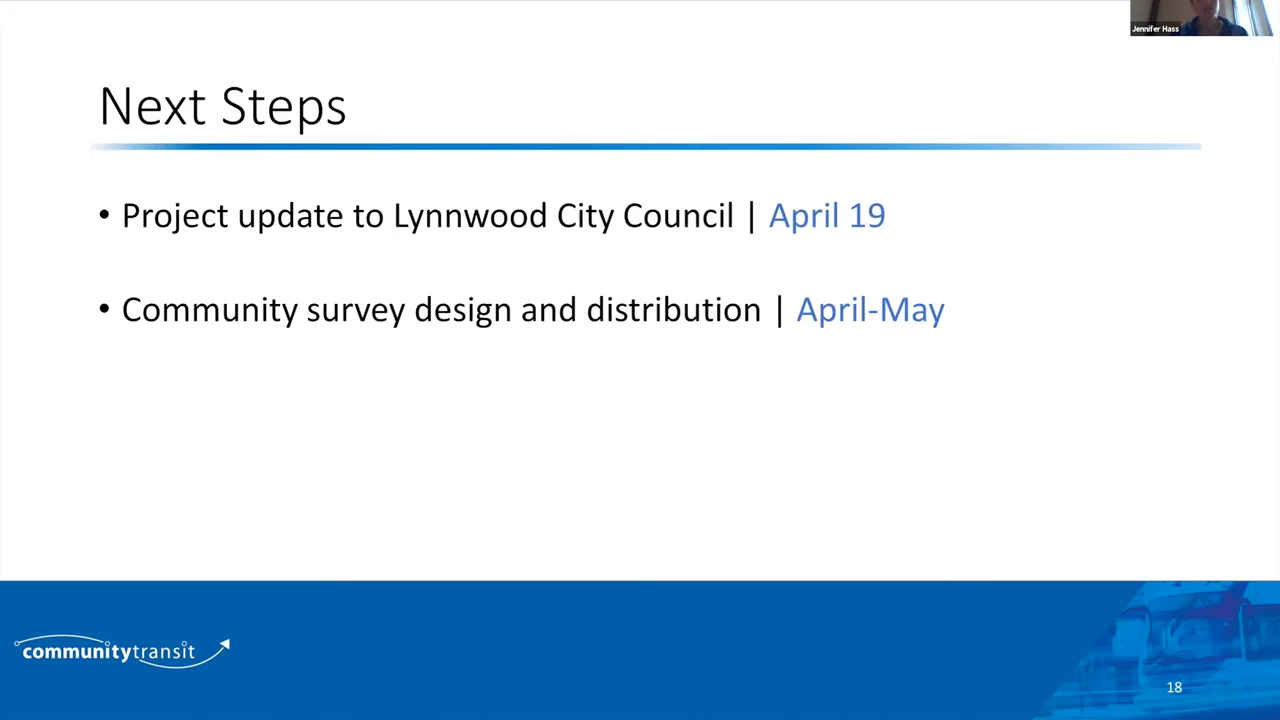 Jennifer Hass
Next Steps
• Project update to Lynnwood City Council | April 19
• Community survey design and distribution | April-May
communitytransit
18